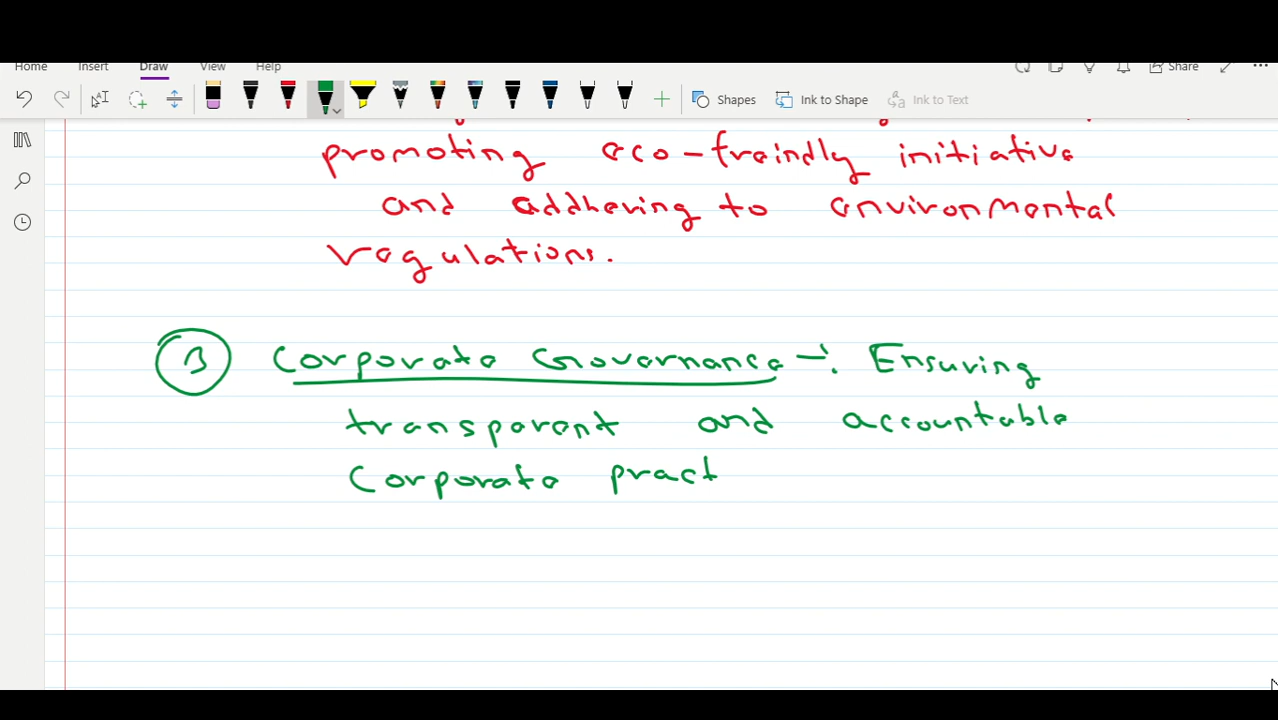 Home Insert Draw View Help Share
Shapes Ink to Shape Ink to Text
promoting eco-freindly initiative
and addhering to environmental
regulations.
3 Corporate Governance -: Ensuring
transparent and accountable
Corporate pract